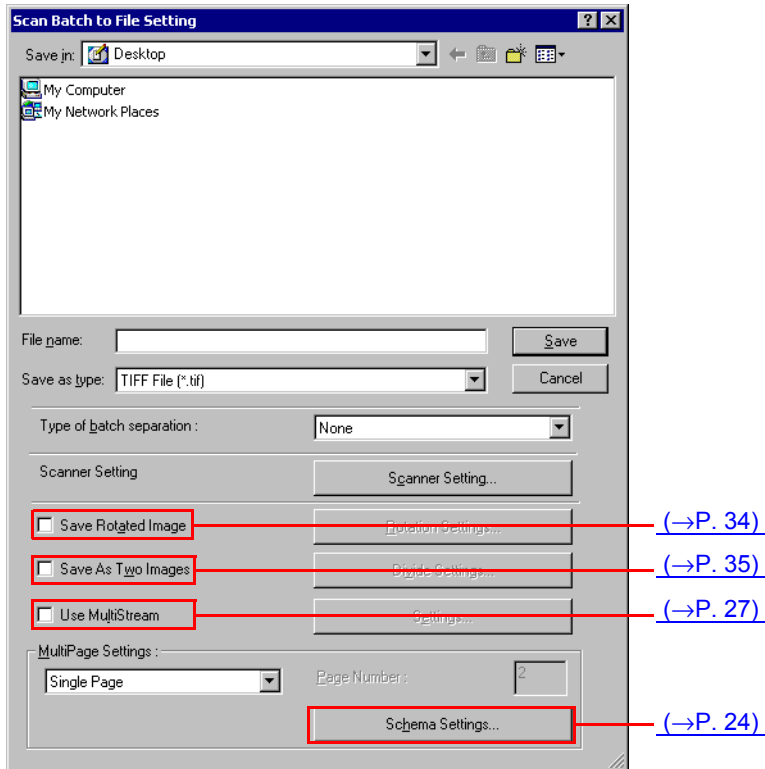 Scan Batch to File Setting
Save in: Desktop
My Computer
My Network Places
File name: Save
Save as type: TIFF File (*.tif) Cancel
Type of batch separation : None
Scanner Setting Scanner Setting...
Save Rotated Image Rotation Settings... (→P. 34)
Save As Two Images Divide Settings... (→P. 35)
Use MultiStream Settings... (→P. 27)
MultiPage Settings :
Single Page Page Number : 2
Schema Settings... (→P. 24)